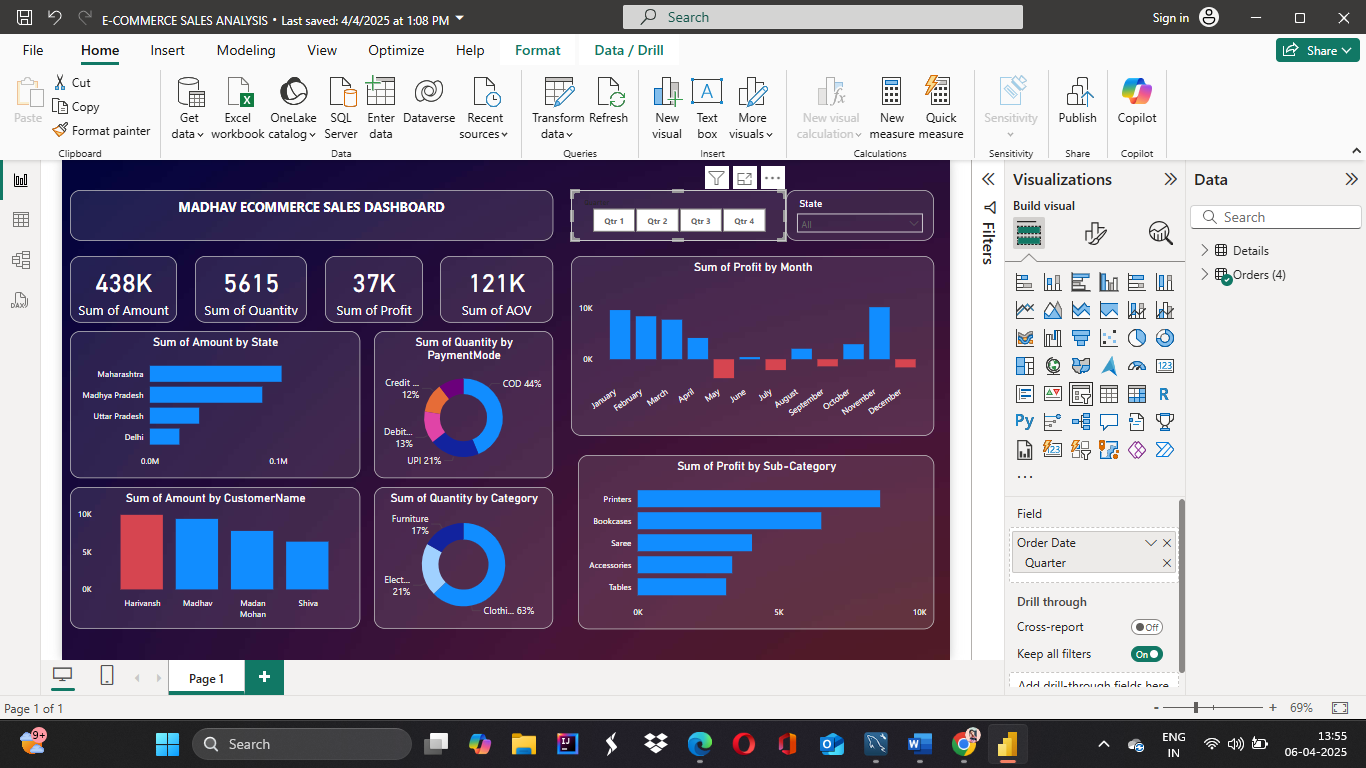 E-COMMERCE SALES ANALYSIS • Last saved: 4/4/2025 at 1:08 PM
Search
Sign in
File Home Insert Modeling View Optimize Help Format Data / Drill
Share
Paste
Cut
Copy
Format painter
Get data
Excel workbook
OneLake catalog
SQL Server
Enter data
Dataverse
Recent sources
Transform data
Refresh
New visual
Text box
More visuals
New visual calculation
New measure
Quick measure
Sensitivity
Publish
Copilot
Clipboard
Data
Queries
Insert
Calculations
Sensitivity
Share
Copilot
MADHAV ECOMMERCE SALES DASHBOARD
Qtr 1 Qtr 2 Qtr 3 Qtr 4
State
All
438K
Sum of Amount
5615
Sum of Quantity
37K
Sum of Profit
121K
Sum of AOV
Sum of Profit by Month
10K
0K
January February March April May June July August September October November December
Sum of Amount by State
Maharashtra
Madhya Pradesh
Uttar Pradesh
Delhi
0.0M 0.1M
Sum of Quantity by
PaymentMode
Credit ...
12%
COD 44%
Debit...
13%
UPI 21%
Sum of Amount by CustomerName
10K
5K
0K
Harivansh Madhav Madan Mohan Shiva
Sum of Quantity by Category
Furniture
17%
Elect...
21%
Clothi... 63%
Sum of Profit by Sub-Category
Printers
Bookcases
Saree
Accessories
Tables
0K 5K 10K
Filters
Visualizations
Build visual
R
Py
123
123
Field
Order Date
Quarter
Drill through
Cross-report
Off
Keep all filters
On
Add drill-through fields here
Data
Search
Details
Orders (4)
DAX
Page 1
Page 1 of 1
- + 69%
9+
Search
ENG
IN
13:55
06-04-2025